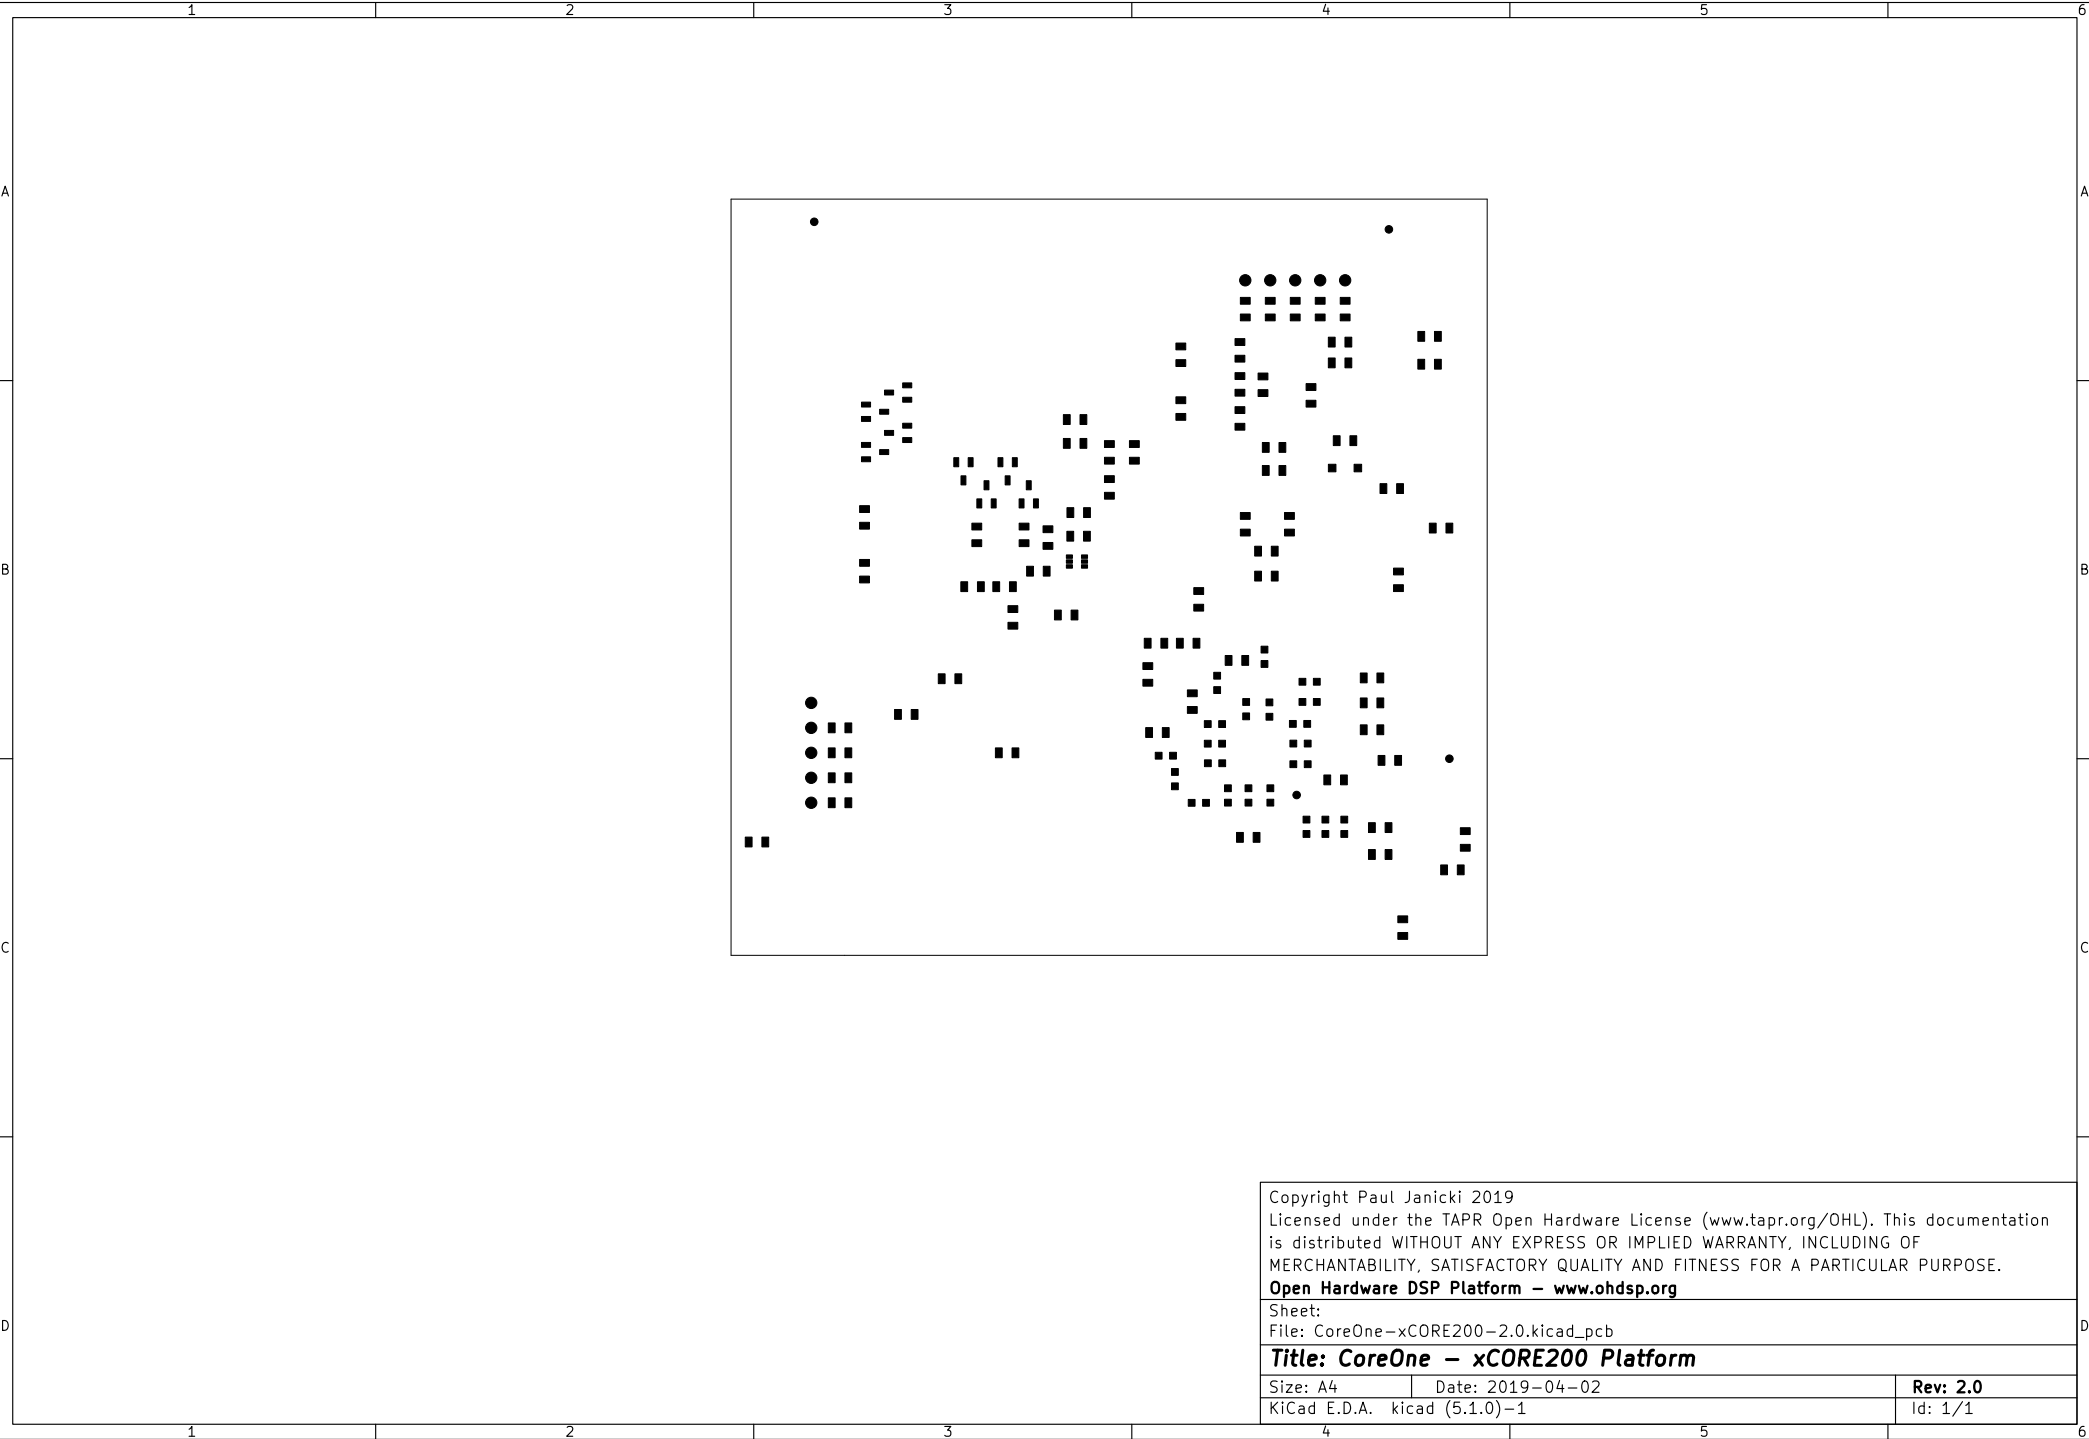 1 2 3 4 5 6
A A
B B
C C
Copyright Paul Janicki 2019
Licensed under the TAPR Open Hardware License (www.tapr.org/OHL). This documentation
is distributed WITHOUT ANY EXPRESS OR IMPLIED WARRANTY, INCLUDING OF
MERCHANTABILITY, SATISFACTORY QUALITY AND FITNESS FOR A PARTICULAR PURPOSE.
Open Hardware DSP Platform – www.ohdsp.org
Sheet:
D D
File: CoreOne–xCORE200–2.0.kicad_pcb
Title: CoreOne – xCORE200 Platform
Size: A4 Date: 2019–04–02 Rev: 2.0
KiCad E.D.A. kicad (5.1.0)–1 Id: 1/1
1 2 3 4 5 6